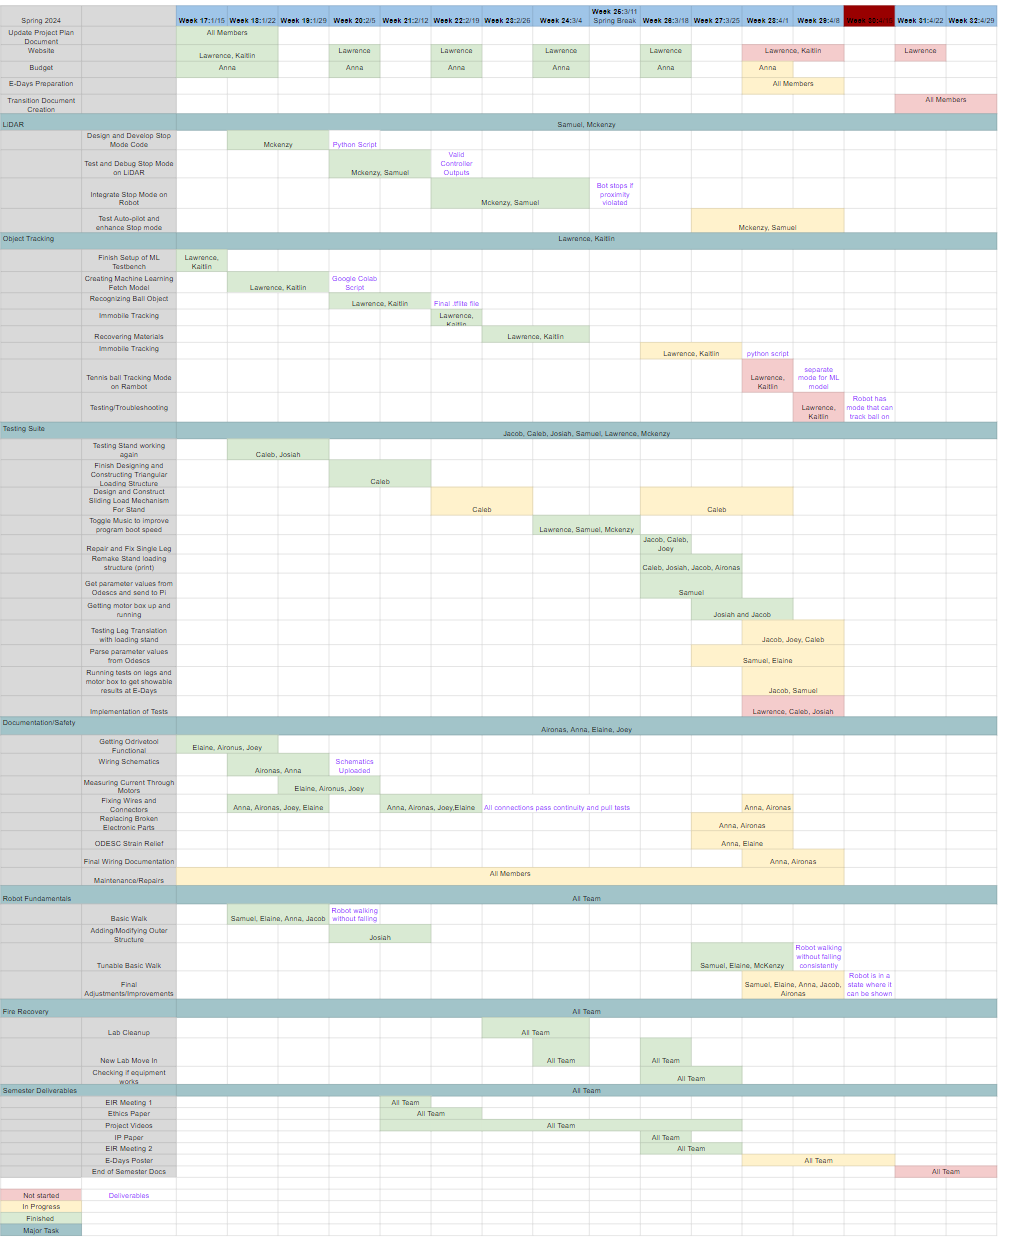 Spring 2024
Week 17:1/15
Week 18:1/22
Week 19:1/29
Week 20:2/5
Week 21:2/12
Week 22:2/19
Week 23:2/26
Week 24:3/4
Week 25:3/11
Spring Break
Week 26:3/18
Week 27:3/25
Week 28:4/1
Week 29:4/8
Week 31:4/22
Week 32:4/29
Update Project Plan
Document
All Members
Website
Lawrence, Kaitlin
Lawrence
Lawrence
Lawrence
Lawrence
Lawrence, Kaitlin
Lawrence
Budget
Anna
Anna
Anna
Anna
Anna
Anna
E-Days Preparation
All Members
Transition Document
Creation
All Members
LiDAR
Samuel, Mckenzy
Design and Develop Stop
Mode Code
Mckenzy
Python Script
Test and Debug Stop Mode
on LiDAR
Mckenzy, Samuel
Valid
Controller
Outputs
Integrate Stop Mode on
Robot
Mckenzy, Samuel
Bot stops if
proximity
violated
Test Auto-pilot and
enhance Stop mode
Mckenzy, Samuel
Object Tracking
Lawrence, Kaitlin
Finish Setup of ML
Testbench
Lawrence,
Kaitlin
Creating Machine Learning
Fetch Model
Lawrence, Kaitlin
Google Colab
Script
Recognizing Ball Object
Lawrence, Kaitlin
Final .tflite file
Immobile Tracking
Lawrence,
Kaitlin
Recovering Materials
Lawrence, Kaitlin
Immobile Tracking
Lawrence, Kaitlin
python script
Tennis ball Tracking Mode
on Rambot
Lawrence,
Kaitlin
separate
mode for ML
model
Testing/Troubleshooting
Lawrence,
Kaitlin
Robot has
mode that can
track ball on
Testing Suite
Jacob, Caleb, Josiah, Samuel, Lawrence, Mckenzy
Testing Stand working
again
Caleb, Josiah
Finish Designing and
Constructing Triangular
Loading Structure
Caleb
Design and Construct
Sliding Load Mechanism
For Stand
Caleb
Caleb
Toggle Music to improve
program boot speed
Lawrence, Samuel, Mckenzy
Repair and Fix Single Leg
Jacob, Caleb,
Joey
Remake Stand loading
structure (print)
Caleb, Josiah, Jacob, Aironas
Get parameter values from
Odescs and send to Pi
Samuel
Getting motor box up and
running
Josiah and Jacob
Testing Leg Translation
with loading stand
Jacob, Joey, Caleb
Parse parameter values
from Odescs
Samuel, Elaine
Running tests on legs and
motor box to get showable
results at E-Days
Jacob, Samuel
Implementation of Tests
Lawrence, Caleb, Josiah
Documentation/Safety
Aironas, Anna, Elaine, Joey
Getting Odrivetool
Functional
Elaine, Aironus, Joey
Wiring Schematics
Aironas, Anna
Schematics
Uploaded
Measuring Current Through
Motors
Elaine, Aironus, Joey
Fixing Wires and
Connectors
Anna, Aironas, Joey, Elaine
Anna, Aironas, Joey,Elaine
All connections pass continuity and pull tests
Anna, Aironas
Replacing Broken
Electronic Parts
Anna, Aironas
ODESC Strain Relief
Anna, Elaine
Final Wiring Documentation
Anna, Aironas
Maintenance/Repairs
All Members
Robot Fundamentals
All Team
Basic Walk
Samuel, Elaine, Anna, Jacob
Robot walking
without falling
Adding/Modifying Outer
Structure
Josiah
Tunable Basic Walk
Samuel, Elaine, McKenzy
Robot walking
without falling
consistently
Final
Adjustments/Improvements
Samuel, Elaine, Anna, Jacob,
Aironas
Robot is in a
state where it
can be shown
Fire Recovery
All Team
Lab Cleanup
All Team
New Lab Move In
All Team
All Team
Checking if equipment
works
All Team
Semester Deliverables
All Team
EIR Meeting 1
All Team
Ethics Paper
All Team
Project Videos
All Team
IP Paper
All Team
EIR Meeting 2
All Team
E-Days Poster
All Team
End of Semester Docs
All Team
Not started
Deliverables
In Progress
Finished
Major Task